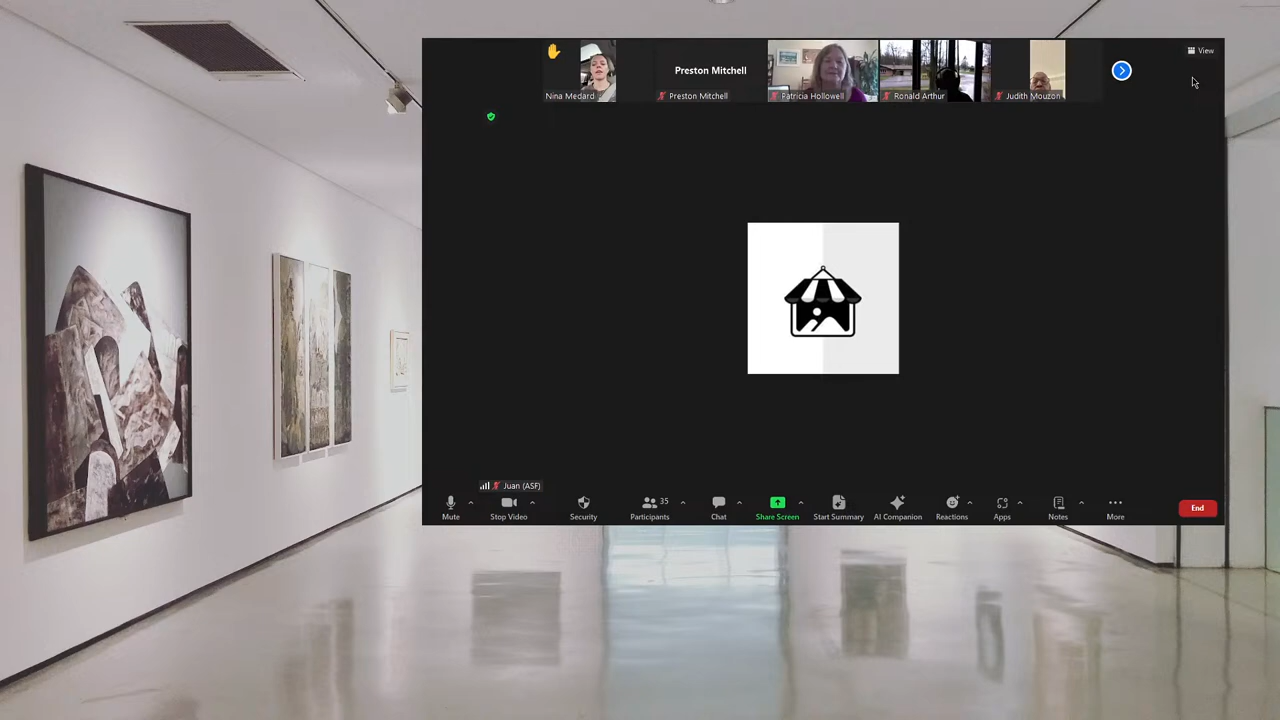 View
Preston Mitchell
Nina Medard
Preston Mitchell
Patricia Hollowell
Ronald Arthur
Judith Mouzon
Juan (ASF)
35
Mute
Stop Video
Security
Participants
Chat
Share Screen
Start Summary
AI Companion
Reactions
Apps
Notes
More
End